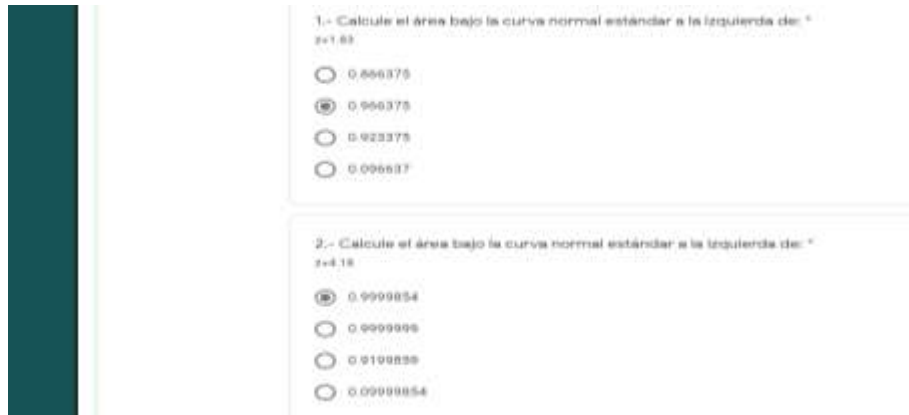 1.- Calcule el área bajo la curva normal estándar a la izquierda de: *
z=1.83
0.866375
0.966375
0.923375
0.096637
2.- Calcule el área bajo la curva normal estándar a la izquierda de: *
z=4.18
0.9999854
0.9999999
0.9199859
0.09999854